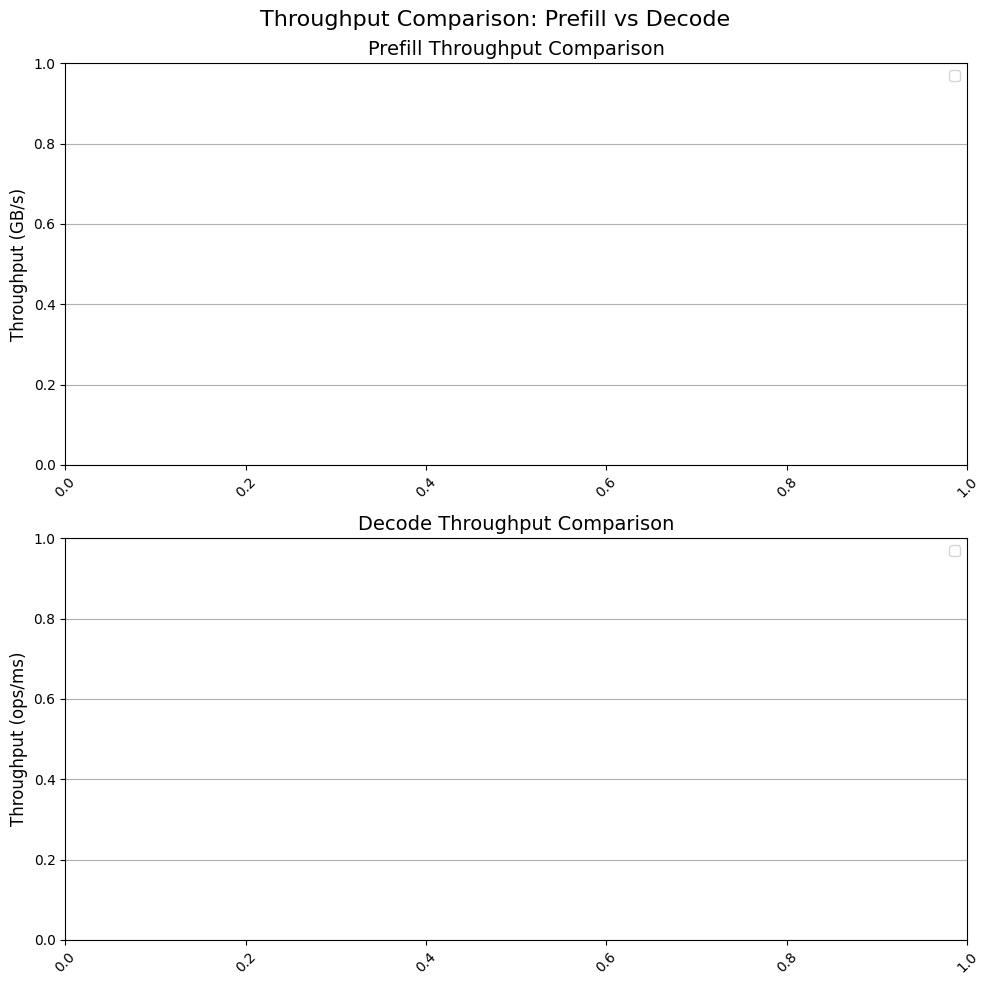 Throughput Comparison: Prefill vs Decode
Prefill Throughput Comparison
Throughput (GB/s)
1.0
0.8
0.6
0.4
0.2
0.0
0.0 0.2 0.4 0.6 0.8 1.0
Decode Throughput Comparison
Throughput (ops/ms)
1.0
0.8
0.6
0.4
0.2
0.0
0.0 0.2 0.4 0.6 0.8 1.0